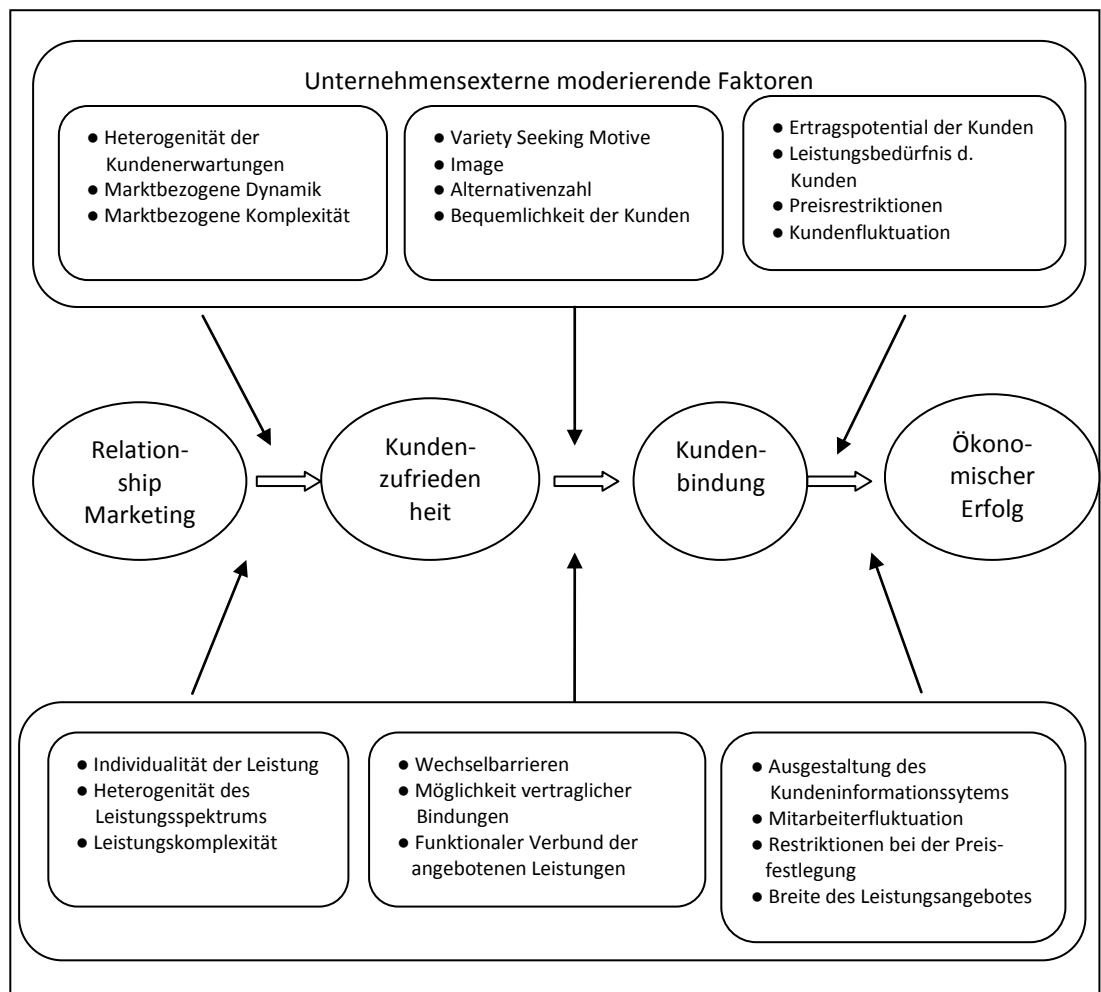 Unternehmensexterne moderierende Faktoren
● Heterogenität der
Kundenerwartungen
● Marktbezogene Dynamik
● Marktbezogene Komplexität
● Variety Seeking Motive
● Image
● Alternativenzahl
● Bequemlichkeit der Kunden
● Ertragspotential der Kunden
● Leistungsbedürfnis d.
Kunden
● Preisrestriktionen
● Kundenfluktuation
Relation-
ship
Marketing
Kunden-
zufrieden
heit
Kunden-
bindung
Ökono-
mischer
Erfolg
● Individualität der Leistung
● Heterogenität des
Leistungsspektrums
● Leistungskomplexität
● Wechselbarrieren
● Möglichkeit vertraglicher
Bindungen
● Funktionaler Verbund der
angebotenen Leistungen
● Ausgestaltung des
Kundeninformationssytems
● Mitarbeiterfluktuation
● Restriktionen bei der Preis-
festlegung
● Breite des Leistungsangebotes